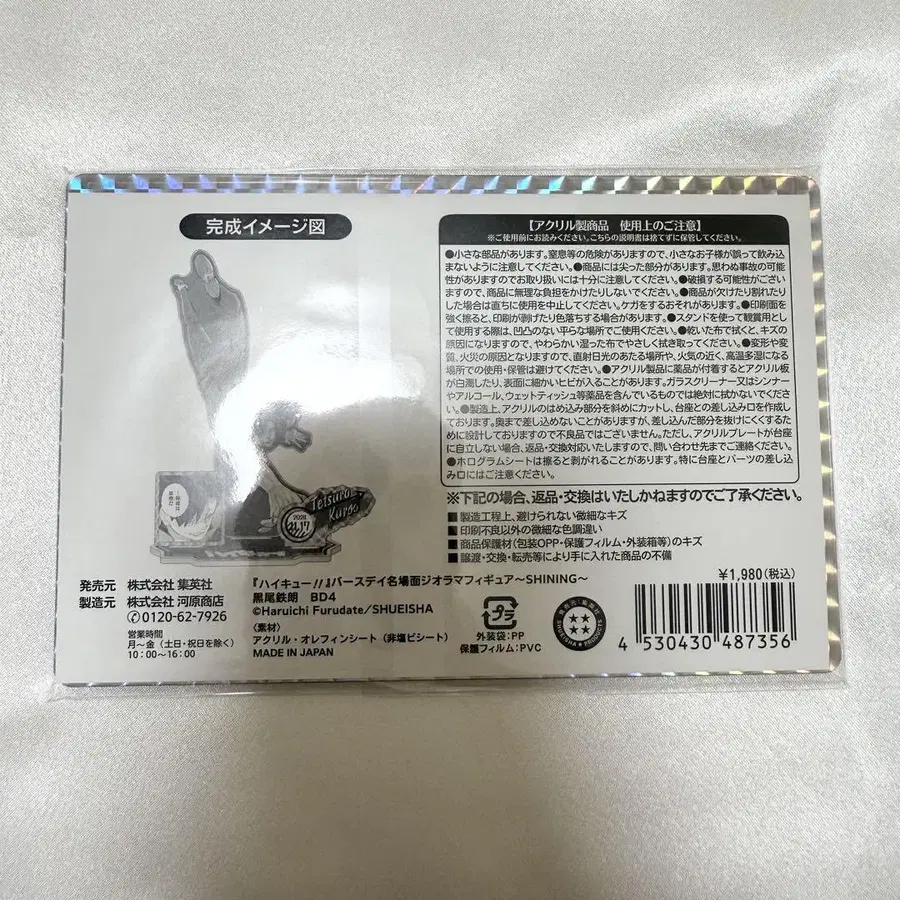 完成イメージ図
Tetsuro
Kuroo
11.17
【アクリル製商品 使用上のご注意】
※ご使用前にお読みください。こちらの説明書は捨てずに保管してください。
●小さな部品があります。窒息等の危険がありますので、小さなお子様が誤って飲み込
まないように注意してください。●商品には尖った部分があります。思わぬ事故の可能
性がありますのでお取り扱いには十分に注意してください。●破損する可能性がござい
ますので、商品に無理な負担をかけたりしないでください。●商品が欠けたり割れたりし
た場合は直ちに使用を中止してください。ケガをするおそれがあります。●印刷面を
強く擦ると、印刷が剥げたり色落ちする場合があります。●スタンドを使って観賞用とし
て使用する際は、凹凸のない平らな場所でご使用ください。●乾いた布で拭くと、キズの
原因になりますので、やわらかい湿った布でやさしく拭き取ってください。●変形や変
質、火災の原因となりますので、直射日光のあたる場所や、火気の近く、高温多湿になる
場所での使用・保管は避けてください。●アクリル製品に薬品が付着するとアクリル板
が白濁したり、表面に細かいヒビが入ることがあります。ガラスクリーナー又はシンナー
やアルコール、ウェットティッシュ等薬品を含んでいるものでは絶対に拭かないでくださ
い。●製造上、アクリルのはめ込み部分を斜めにカットし、台座との差し込み口を作成し
ております。奥まで差し込めないことがありますが、差し込んだ部分を抜けにくくするた
めに設計しておりますので不良品ではございません。ただし、アクリルプレートが台座
に自立しない場合、返品・交換対応いたしますので、問い合わせ先までご連絡ください。
●ホログラムシートは擦ると剥がれることがあります。特に台座とパーツの差し込
み口にはご注意ください。
※下記の場合、返品・交換はいたしかねますのでご了承ください。
■製造工程上、避けられない微細なキズ
■印刷不良以外の微細な色調違い
■商品保護材(包装OPP・保護フィルム・外装箱等)のキズ
■譲渡・交換・転売等により手に入れた商品の不備
発売元 株式会社 集英社
製造元 株式会社 河原商店
✆0120-62-7926
営業時間
月～金(土日・祝日を除く)
10:00～16:00
『ハイキュー!!』バースデイ名場面ジオラマフィギュア～SHINING～
黒尾鉄朗 BD4
©Haruichi Furudate/SHUEISHA
〈素材〉
アクリル・オレフィンシート(非塩ビシート)
MADE IN JAPAN
プラ
外装袋:PP
保護フィルム:PVC
¥1,980(税込)
4 530430 487356